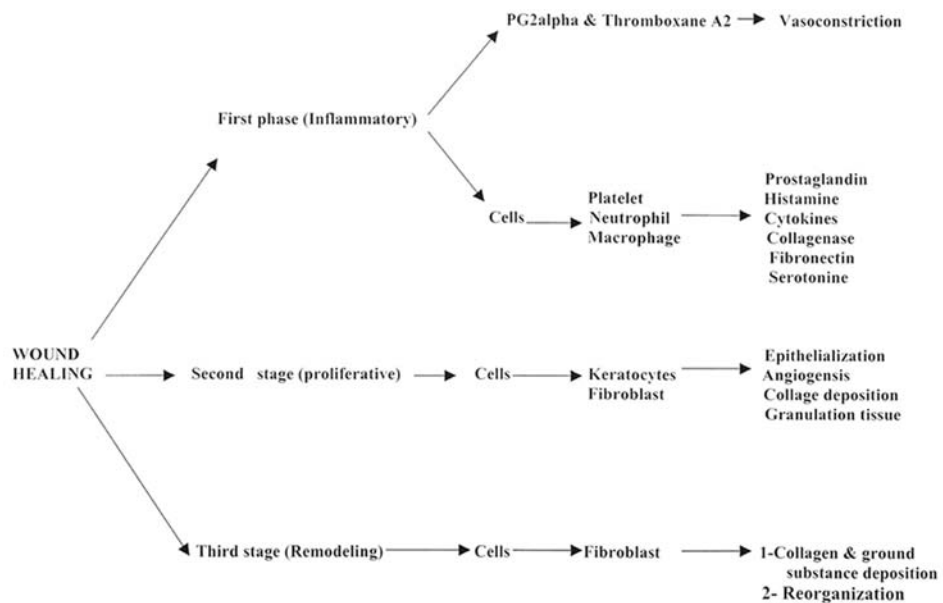 PG2alpha & Thromboxane A2
Vasoconstriction
First phase (Inflammatory)
Cells
Platelet
Neutrophil
Macrophage
Prostaglandin
Histamine
Cytokines
Collagenase
Fibronectin
Serotonine
WOUND
HEALING
Second stage (proliferative)
Cells
Keratocytes
Fibroblast
Epithelialization
Angiogensis
Collage deposition
Granulation tissue
Third stage (Remodeling)
Cells
Fibroblast
1-Collagen & ground
substance deposition
2- Reorganization